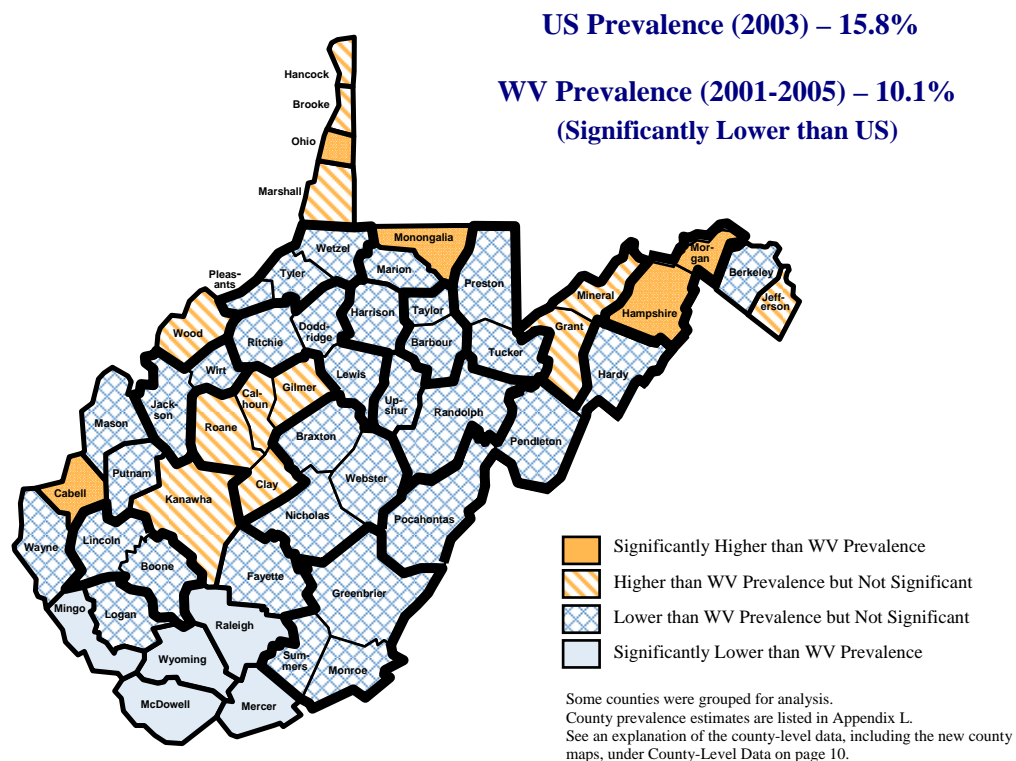 US Prevalence (2003) – 15.8%
WV Prevalence (2001-2005) – 10.1%
(Significantly Lower than US)
Hancock
Brooke
Ohio
Marshall
Wetzel
Monongalia
Marion
Preston
Pleas-
ants
Tyler
Wood
Ritchie
Dodd-
ridge
Harrison
Taylor
Barbour
Tucker
Mineral
Grant
Hampshire
Mor-
gan
Berkeley
Jeff-
erson
Hardy
Wirt
Lewis
Gilmer
Cal-
houn
Jack-
son
Roane
Up-
shur
Randolph
Pendleton
Mason
Braxton
Putnam
Clay
Webster
Kanawha
Cabell
Nicholas
Pocahontas
Wayne
Lincoln
Boone
Fayette
Greenbrier
Mingo
Logan
Raleigh
Wyoming
Sum-
mers
Monroe
McDowell
Mercer
Significantly Higher than WV Prevalence
Higher than WV Prevalence but Not Significant
Lower than WV Prevalence but Not Significant
Significantly Lower than WV Prevalence
Some counties were grouped for analysis.
County prevalence estimates are listed in Appendix L.
See an explanation of the county-level data, including the new county
maps, under County-Level Data on page 10.